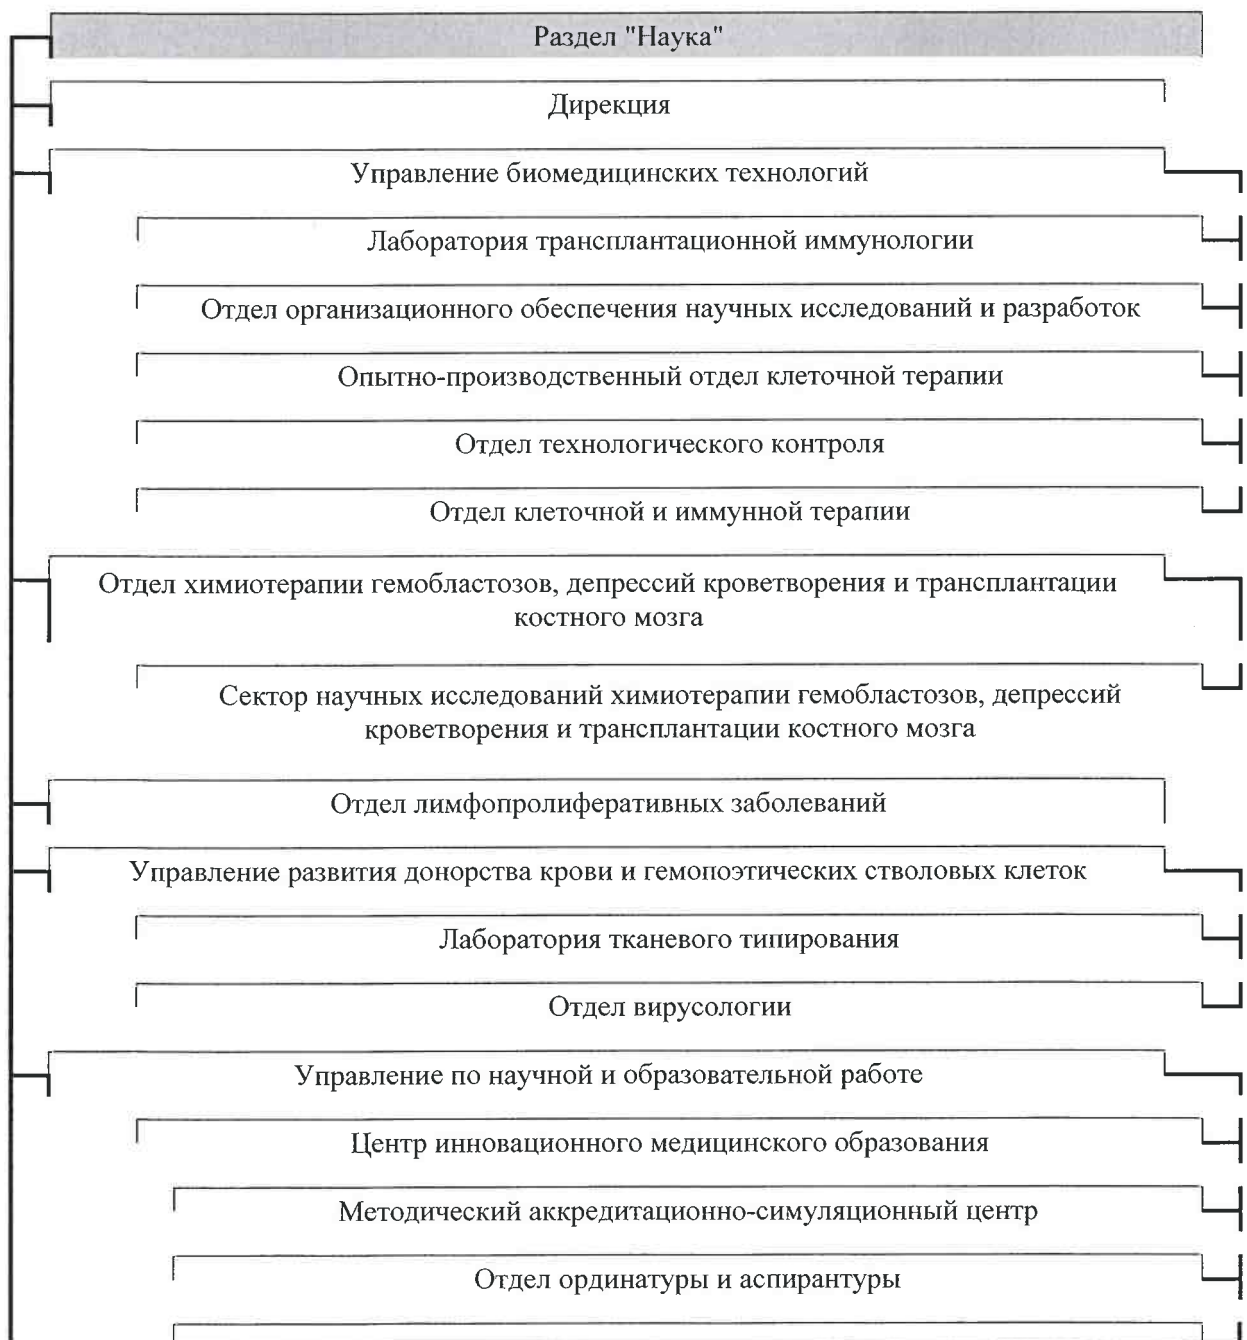 Раздел "Наука"
Дирекция
Управление биомедицинских технологий
Лаборатория трансплантационной иммунологии
Отдел организационного обеспечения научных исследований и разработок
Опытно-производственный отдел клеточной терапии
Отдел технологического контроля
Отдел клеточной и иммунной терапии
Отдел химиотерапии гемобластозов, депрессий кроветворения и трансплантации
костного мозга
Сектор научных исследований химиотерапии гемобластозов, депрессий
кроветворения и трансплантации костного мозга
Отдел лимфопролиферативных заболеваний
Управление развития донорства крови и гемопоэтических стволовых клеток
Лаборатория тканевого типирования
Отдел вирусологии
Управление по научной и образовательной работе
Центр инновационного медицинского образования
Методический аккредитационно-симуляционный центр
Отдел ординатуры и аспирантуры